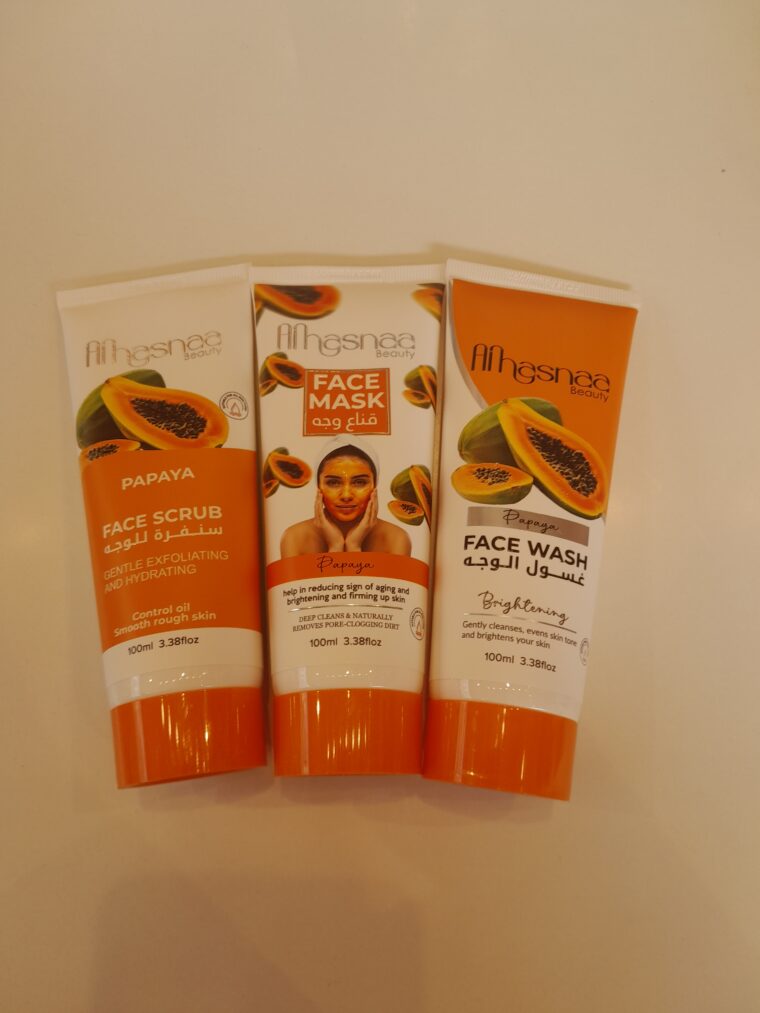 Alhasnaa
Beauty
PAPAYA
FACE SCRUB
سنفرة للوجه
GENTLE EXFOLIATING
AND HYDRATING
Control oil
Smooth rough skin
100ml 3.38floz
Alhasnaa
Beauty
FACE
MASK
قناع وجه
Papaya
help in reducing sign of aging and
brightening and firming up skin
DEEP CLEANS & NATURALLY
REMOVES PORE-CLOGGING DIRT
100ml 3.38floz
Alhasnaa
Beauty
Papaya
FACE WASH
غسول الوجه
Brightening
Gently cleanses, evens skin tone
and brightens your skin
100ml 3.38floz